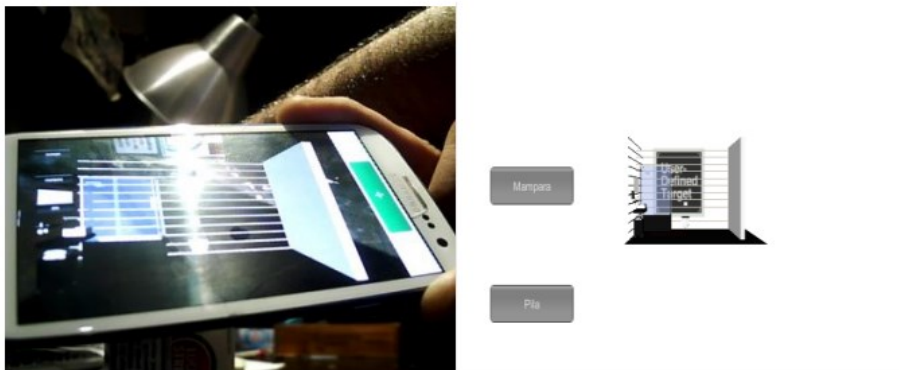 Mampara
User-
Defined
Target
Pila